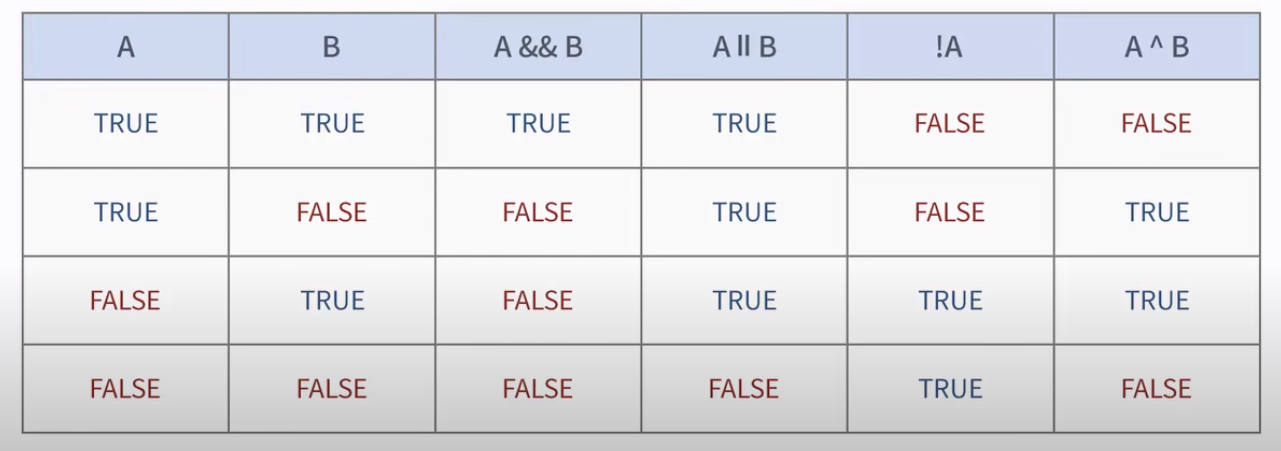 A B A && B A || B !A A ^ B
TRUE TRUE TRUE TRUE FALSE FALSE
TRUE FALSE FALSE TRUE FALSE TRUE
FALSE TRUE FALSE TRUE TRUE TRUE
FALSE FALSE FALSE FALSE TRUE FALSE